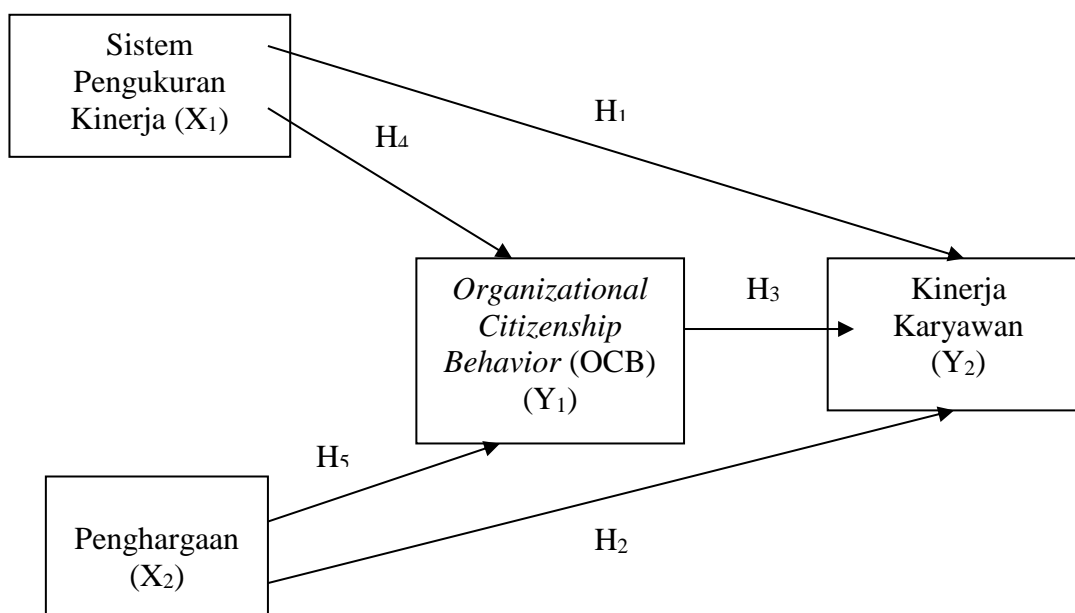 Sistem
Pengukuran
Kinerja (X₁)
H₁
H₄
Organizational
Citizenship
Behavior (OCB)
(Y₁)
H₃
Kinerja
Karyawan
(Y₂)
H₅
Penghargaan
(X₂)
H₂